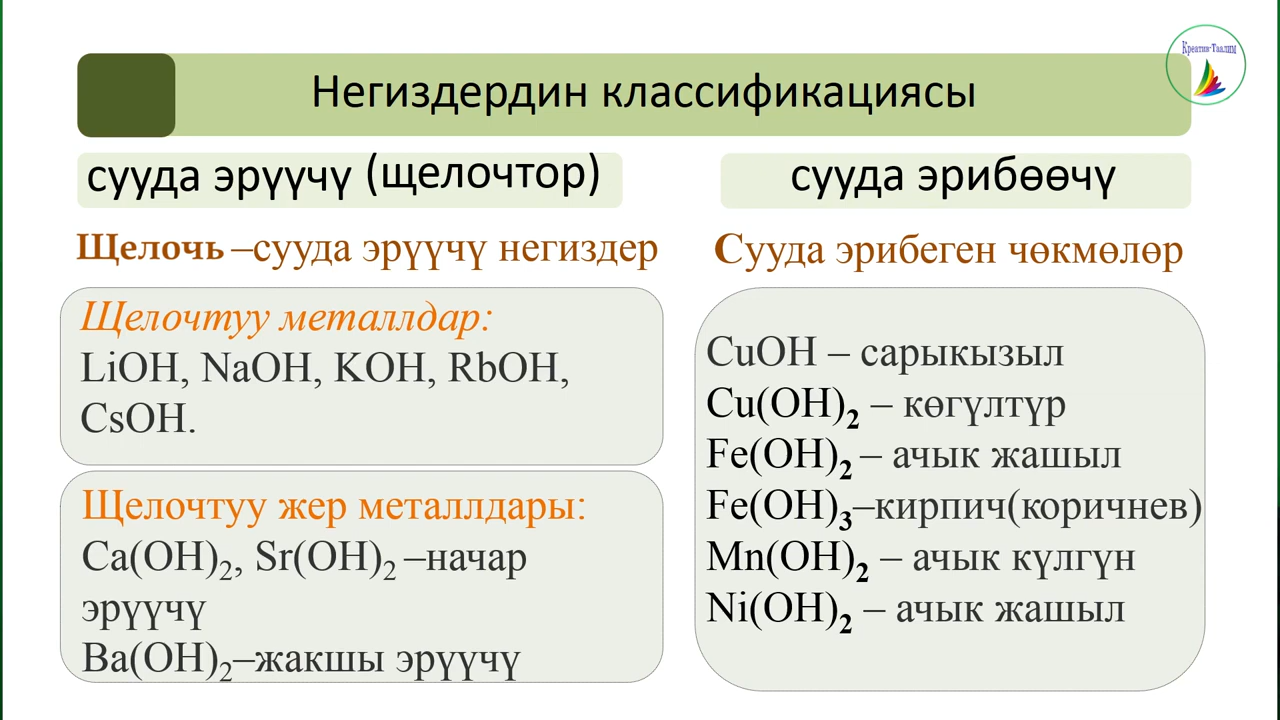 Креатив-Таалим
Негиздердин классификациясы
сууда эрүүчү (щелочтор)
Щелочь –сууда эрүүчү негиздер
Щелочтуу металлдар:
LiOH, NaOH, KOH, RbOH,
CsOH.
Щелочтуу жер металлдары:
Ca(OH)₂, Sr(OH)₂ –начар
эрүүчү
Ba(OH)₂–жакшы эрүүчү
сууда эрибөөчү
Сууда эрибеген чөкмөлөр
CuOH – сарыкызыл
Cu(OH)₂ – көгүлтүр
Fe(OH)₂ – ачык жашыл
Fe(OH)₃–кирпич(коричнев)
Mn(OH)₂ – ачык күлгүн
Ni(OH)₂ – ачык жашыл